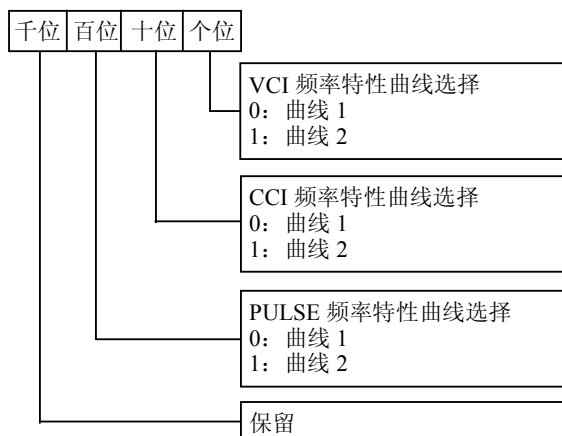 千位 百位 十位 个位
VCI 频率特性曲线选择
0：曲线 1
1：曲线 2
CCI 频率特性曲线选择
0：曲线 1
1：曲线 2
PULSE 频率特性曲线选择
0：曲线 1
1：曲线 2
保留